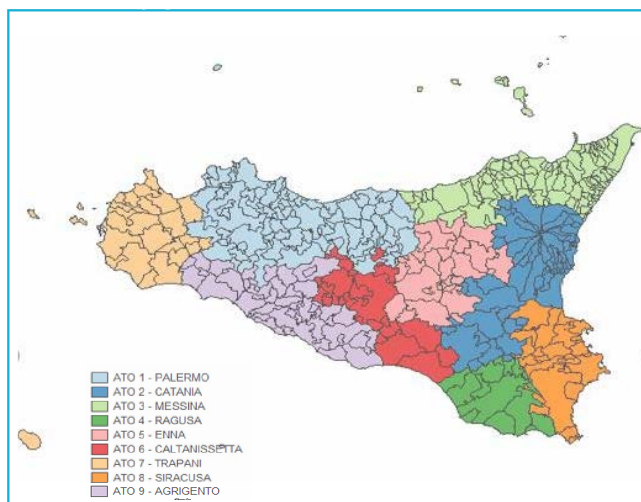 ATO 1 - PALERMO
ATO 2 - CATANIA
ATO 3 - MESSINA
ATO 4 - RAGUSA
ATO 5 - ENNA
ATO 6 - CALTANISSETTA
ATO 7 - TRAPANI
ATO 8 - SIRACUSA
ATO 9 - AGRIGENTO